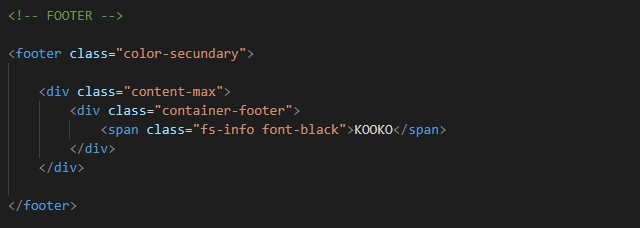 <!-- FOOTER -->
<footer class="color-secundary">
<div class="content-max">
<div class="container-footer">
<span class="fs-info font-black">KOOKO</span>
</div>
</div>
</footer>